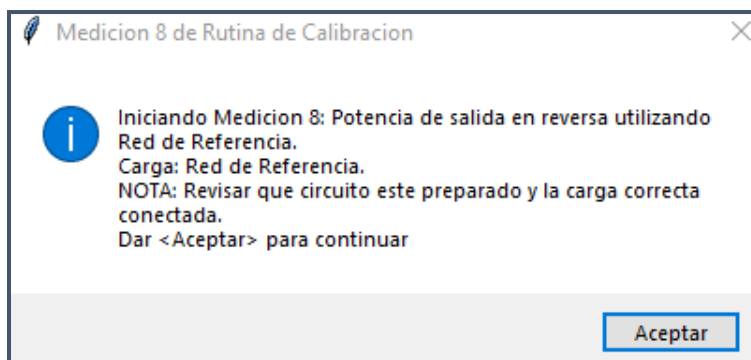 Medicion 8 de Rutina de Calibracion
Iniciando Medicion 8: Potencia de salida en reversa utilizando
Red de Referencia.
Carga: Red de Referencia.
NOTA: Revisar que circuito este preparado y la carga correcta
conectada.
Dar <Aceptar> para continuar
Aceptar